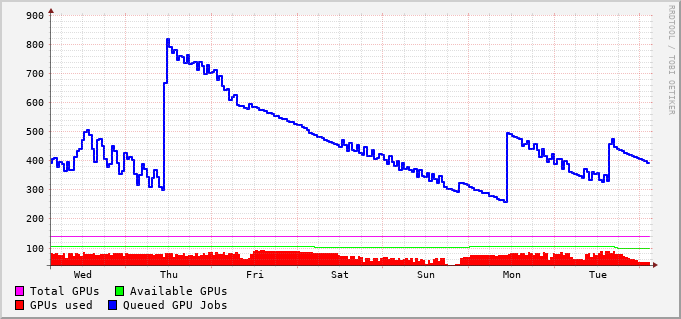 900
800
700
600
500
400
300
200
100
Wed Thu Fri Sat Sun Mon Tue
Total GPUs Available GPUs
GPUs used Queued GPU Jobs
RRDTOOL / TOBI OETIKER